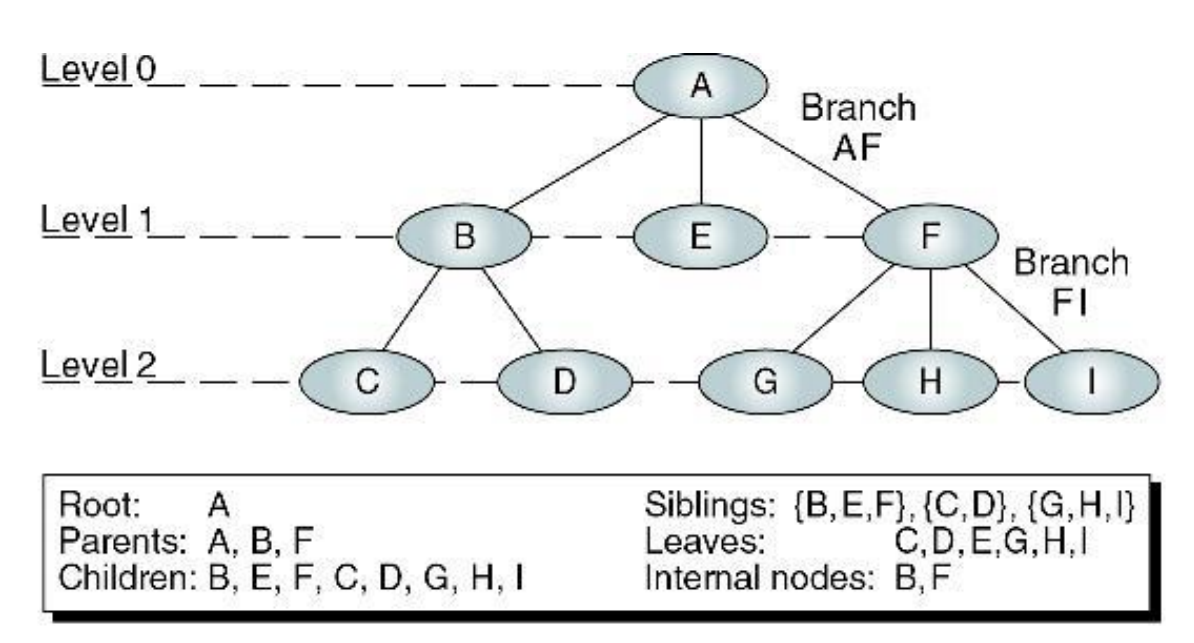 Level 0
A
Branch
AF
Level 1
B E F
Branch
FI
Level 2
C D G H I
Root: A
Parents: A, B, F
Children: B, E, F, C, D, G, H, I
Siblings: {B,E,F}, {C,D}, {G,H,I}
Leaves: C,D,E,G,H,I
Internal nodes: B,F